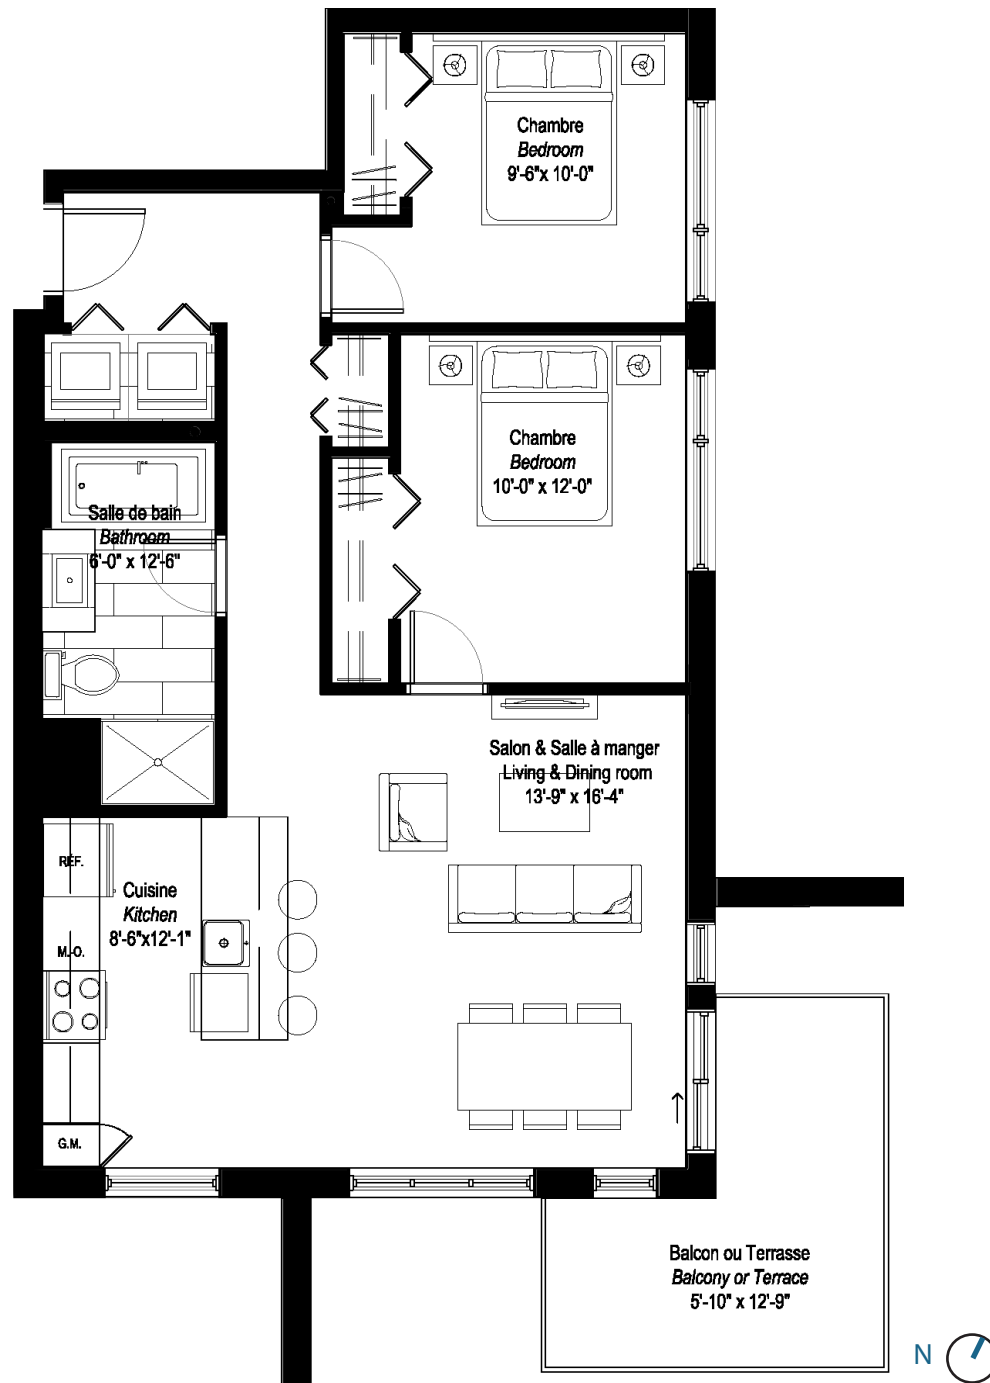 Chambre
Bedroom
9'-6"x 10'-0"
Chambre
Bedroom
10'-0" x 12'-0"
Salle de bain
Bathroom
6'-0" x 12'-6"
Salon & Salle à manger
Living & Dining room
13'-9" x 16'-4"
RÉF.
Cuisine
Kitchen
8'-6"x12'-1"
M.-O.
G.M.
Balcon ou Terrasse
Balcony or Terrace
5'-10" x 12'-9"
N